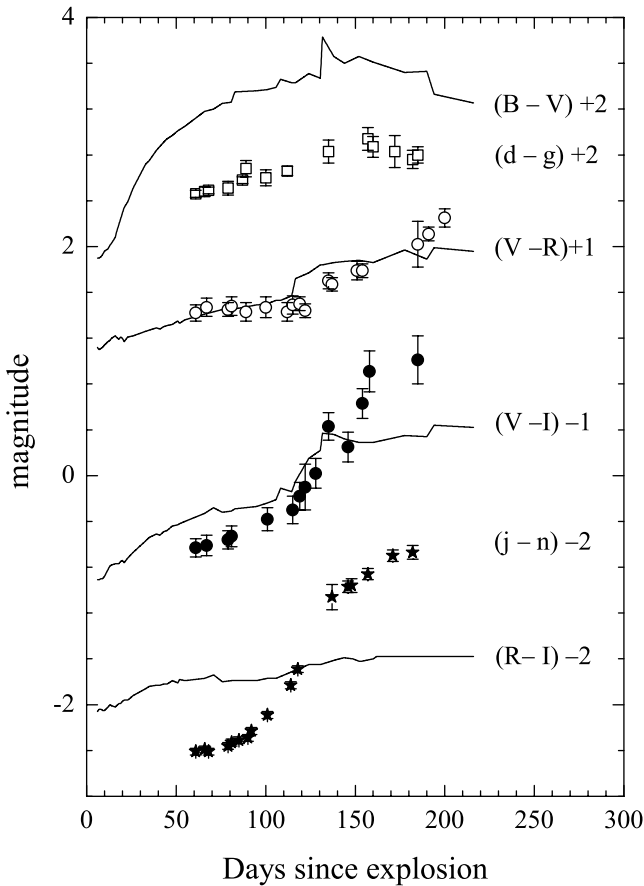 4
(B – V) +2
(d – g) +2
2
(V –R)+1
magnitude
(V –I) –1
0
(j – n) –2
(R– I) –2
-2
0 50 100 150 200 250 300
Days since explosion